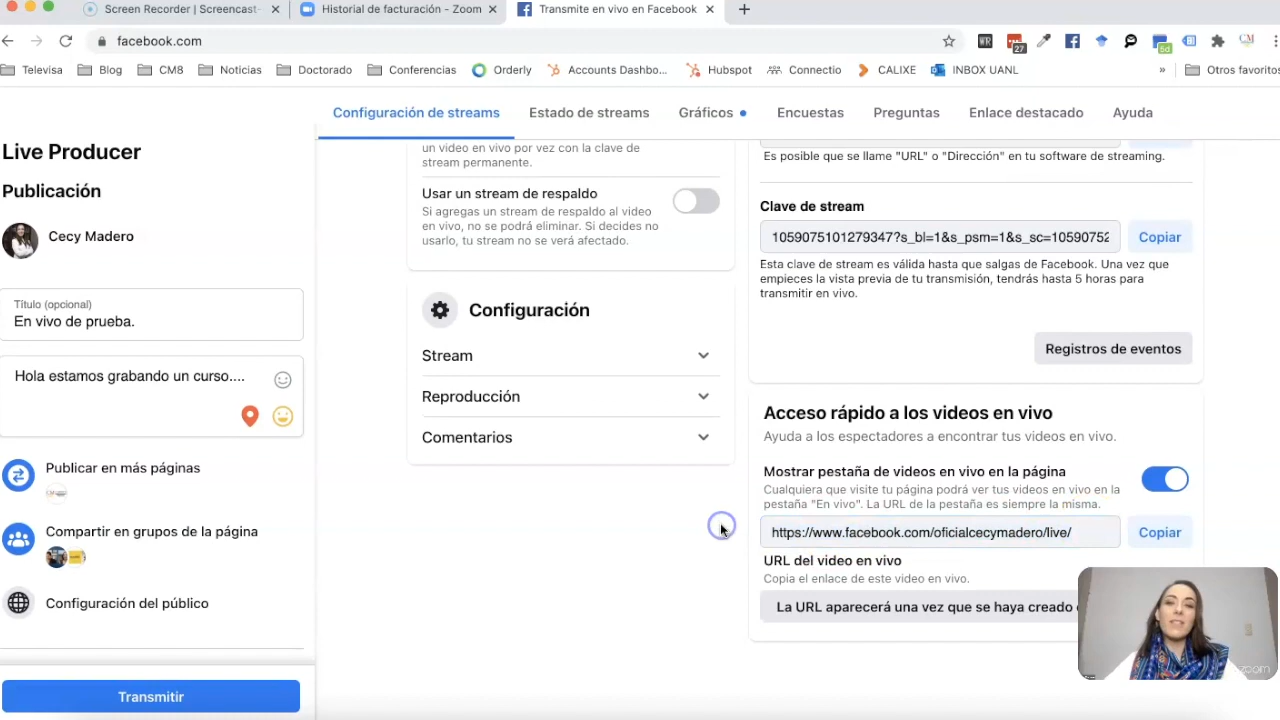 Screen Recorder | Screencast-
Historial de facturación - Zoom
Transmite en vivo en Facebook
facebook.com
27
5d
Televisa
Blog
CM8
Noticias
Doctorado
Conferencias
Orderly
Accounts Dashbo...
Hubspot
Connectio
CALIXE
INBOX UANL
»
Otros favoritos
Configuración de streams
Estado de streams
Gráficos
Encuestas
Preguntas
Enlace destacado
Ayuda
Live Producer
Publicación
Cecy Madero
Título (opcional)
En vivo de prueba.
Hola estamos grabando un curso....
Publicar en más páginas
Compartir en grupos de la página
Configuración del público
Transmitir
un video en vivo por vez con la clave de
stream permanente.
Usar un stream de respaldo
Si agregas un stream de respaldo al video
en vivo, no se podrá eliminar. Si decides no
usarlo, tu stream no se verá afectado.
Configuración
Stream
Reproducción
Comentarios
Es posible que se llame "URL" o "Dirección" en tu software de streaming.
Clave de stream
1059075101279347?s_bl=1&s_psm=1&s_sc=10590752
Copiar
Esta clave de stream es válida hasta que salgas de Facebook. Una vez que
empieces la vista previa de tu transmisión, tendrás hasta 5 horas para
transmitir en vivo.
Registros de eventos
Acceso rápido a los videos en vivo
Ayuda a los espectadores a encontrar tus videos en vivo.
Mostrar pestaña de videos en vivo en la página
Cualquiera que visite tu página podrá ver tus videos en vivo en la
pestaña "En vivo". La URL de la pestaña es siempre la misma.
https://www.facebook.com/oficialcecymadero/live/
Copiar
URL del video en vivo
Copia el enlace de este video en vivo.
La URL aparecerá una vez que se haya creado
zoom